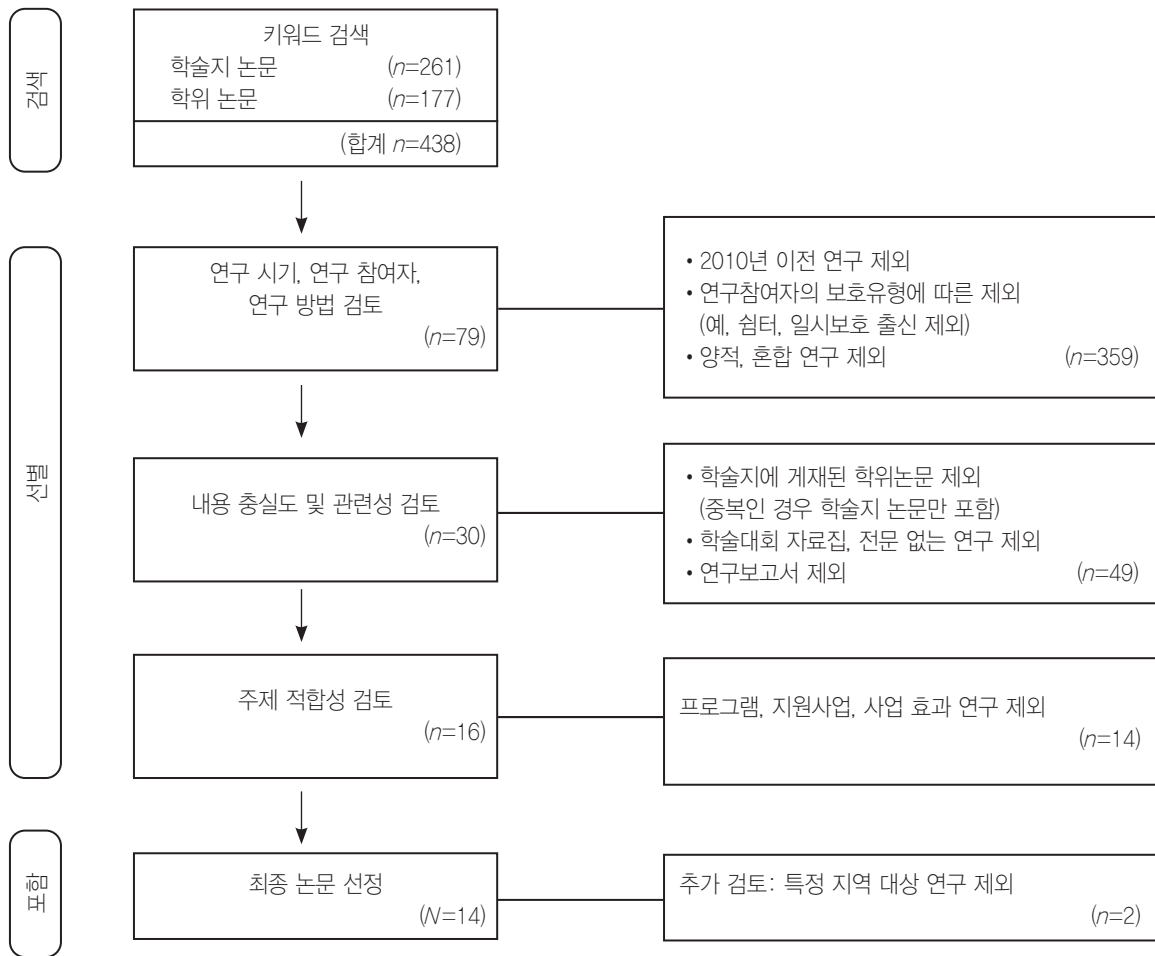 검색
키워드 검색
학술지 논문 (n=261)
학위 논문 (n=177)
(합계 n=438)
선별
연구 시기, 연구 참여자,
연구 방법 검토
(n=79)
• 2010년 이전 연구 제외
• 연구참여자의 보호유형에 따른 제외
(예, 쉼터, 일시보호 출신 제외)
• 양적, 혼합 연구 제외 (n=359)
내용 충실도 및 관련성 검토
(n=30)
• 학술지에 게재된 학위논문 제외
(중복인 경우 학술지 논문만 포함)
• 학술대회 자료집, 전문 없는 연구 제외
• 연구보고서 제외 (n=49)
주제 적합성 검토
(n=16)
프로그램, 지원사업, 사업 효과 연구 제외
(n=14)
포함
최종 논문 선정
(N=14)
추가 검토: 특정 지역 대상 연구 제외
(n=2)